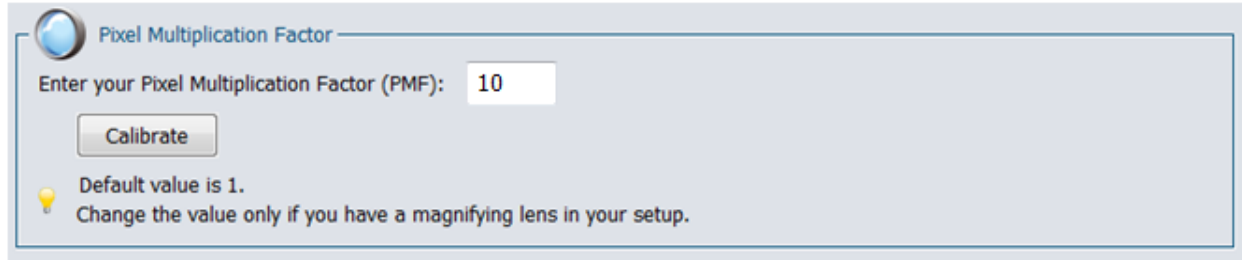 Pixel Multiplication Factor
Enter your Pixel Multiplication Factor (PMF): 10
Calibrate
Default value is 1.
Change the value only if you have a magnifying lens in your setup.